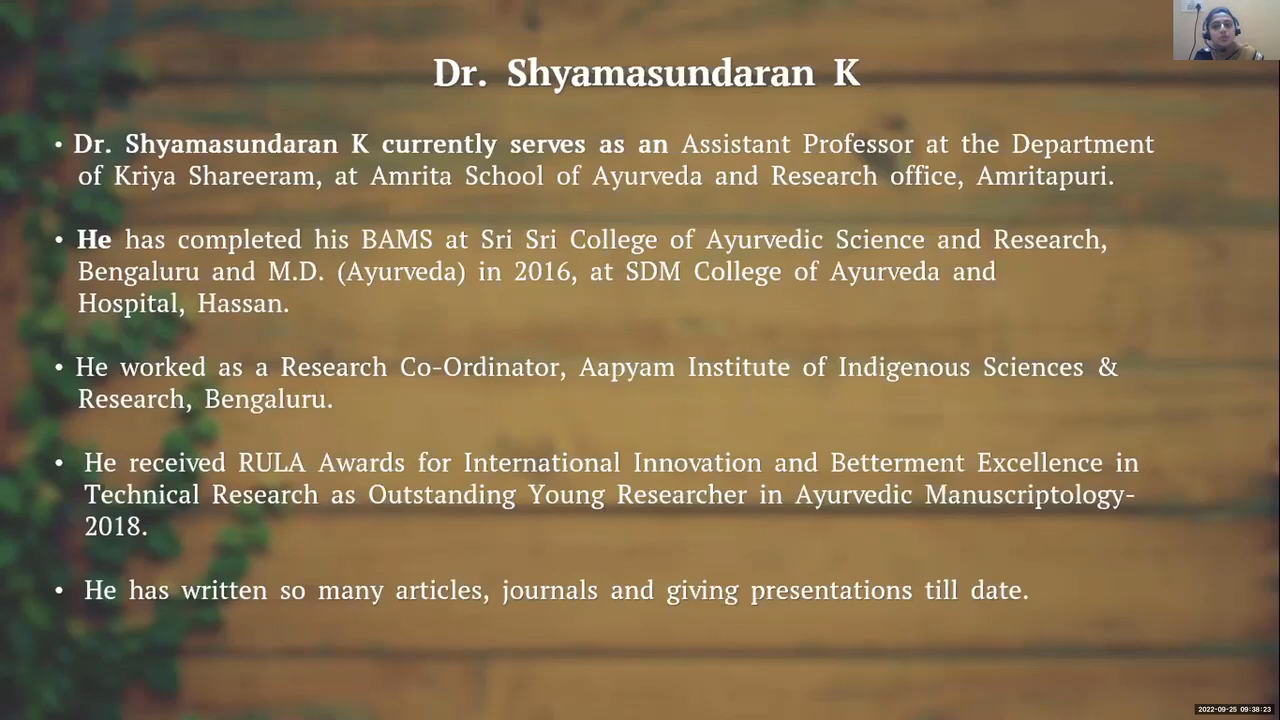 Dr. Shyamasundaran K
• Dr. Shyamasundaran K currently serves as an Assistant Professor at the Department
of Kriya Shareeram, at Amrita School of Ayurveda and Research office, Amritapuri.
• He has completed his BAMS at Sri Sri College of Ayurvedic Science and Research,
Bengaluru and M.D. (Ayurveda) in 2016, at SDM College of Ayurveda and
Hospital, Hassan.
• He worked as a Research Co-Ordinator, Aapyam Institute of Indigenous Sciences &
Research, Bengaluru.
• He received RULA Awards for International Innovation and Betterment Excellence in
Technical Research as Outstanding Young Researcher in Ayurvedic Manuscriptology-
2018.
• He has written so many articles, journals and giving presentations till date.
2022-09-25 09:38:23